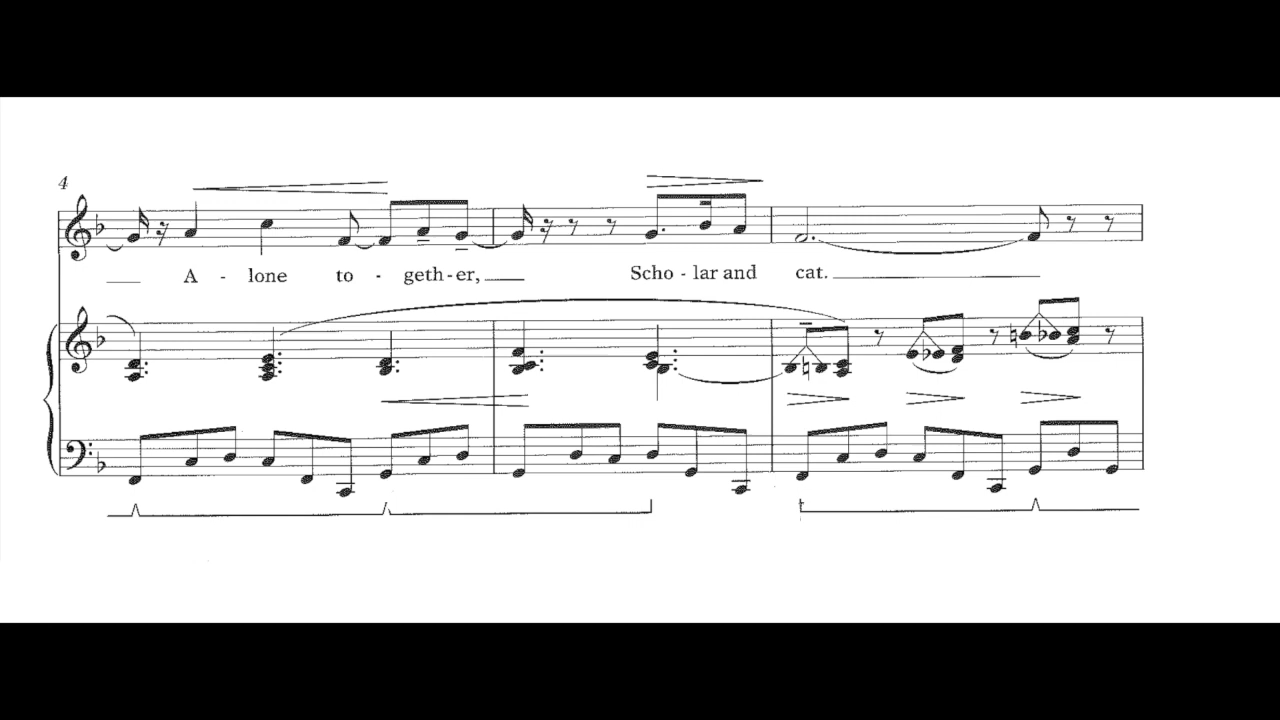 4
A - lone to - geth - er, Scho - lar and cat.